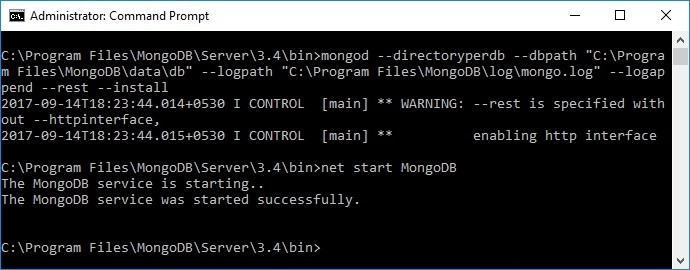 Administrator: Command Prompt
C:\Program Files\MongoDB\Server\3.4\bin>mongod --directoryperdb --dbpath "C:\Progra
m Files\MongoDB\data\db" --logpath "C:\Program Files\MongoDB\log\mongo.log" --logap
pend --rest --install
2017-09-14T18:23:44.014+0530 I CONTROL  [main] ** WARNING: --rest is specified with
out --httpinterface,
2017-09-14T18:23:44.015+0530 I CONTROL  [main] **          enabling http interface
C:\Program Files\MongoDB\Server\3.4\bin>net start MongoDB
The MongoDB service is starting..
The MongoDB service was started successfully.
C:\Program Files\MongoDB\Server\3.4\bin>